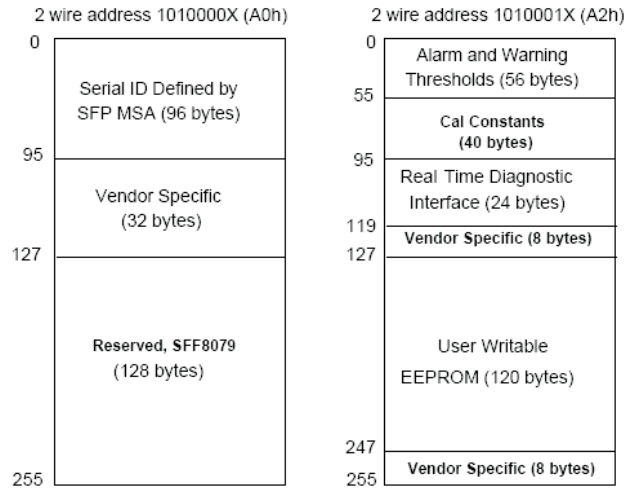 2 wire address 1010000X (A0h)
0
Serial ID Defined by
SFP MSA (96 bytes)
95
Vendor Specific
(32 bytes)
127
Reserved, SFF8079
(128 bytes)
255
2 wire address 1010001X (A2h)
0
Alarm and Warning
Thresholds (56 bytes)
55
Cal Constants
(40 bytes)
95
Real Time Diagnostic
Interface (24 bytes)
119
Vendor Specific (8 bytes)
127
User Writable
EEPROM (120 bytes)
247
Vendor Specific (8 bytes)
255